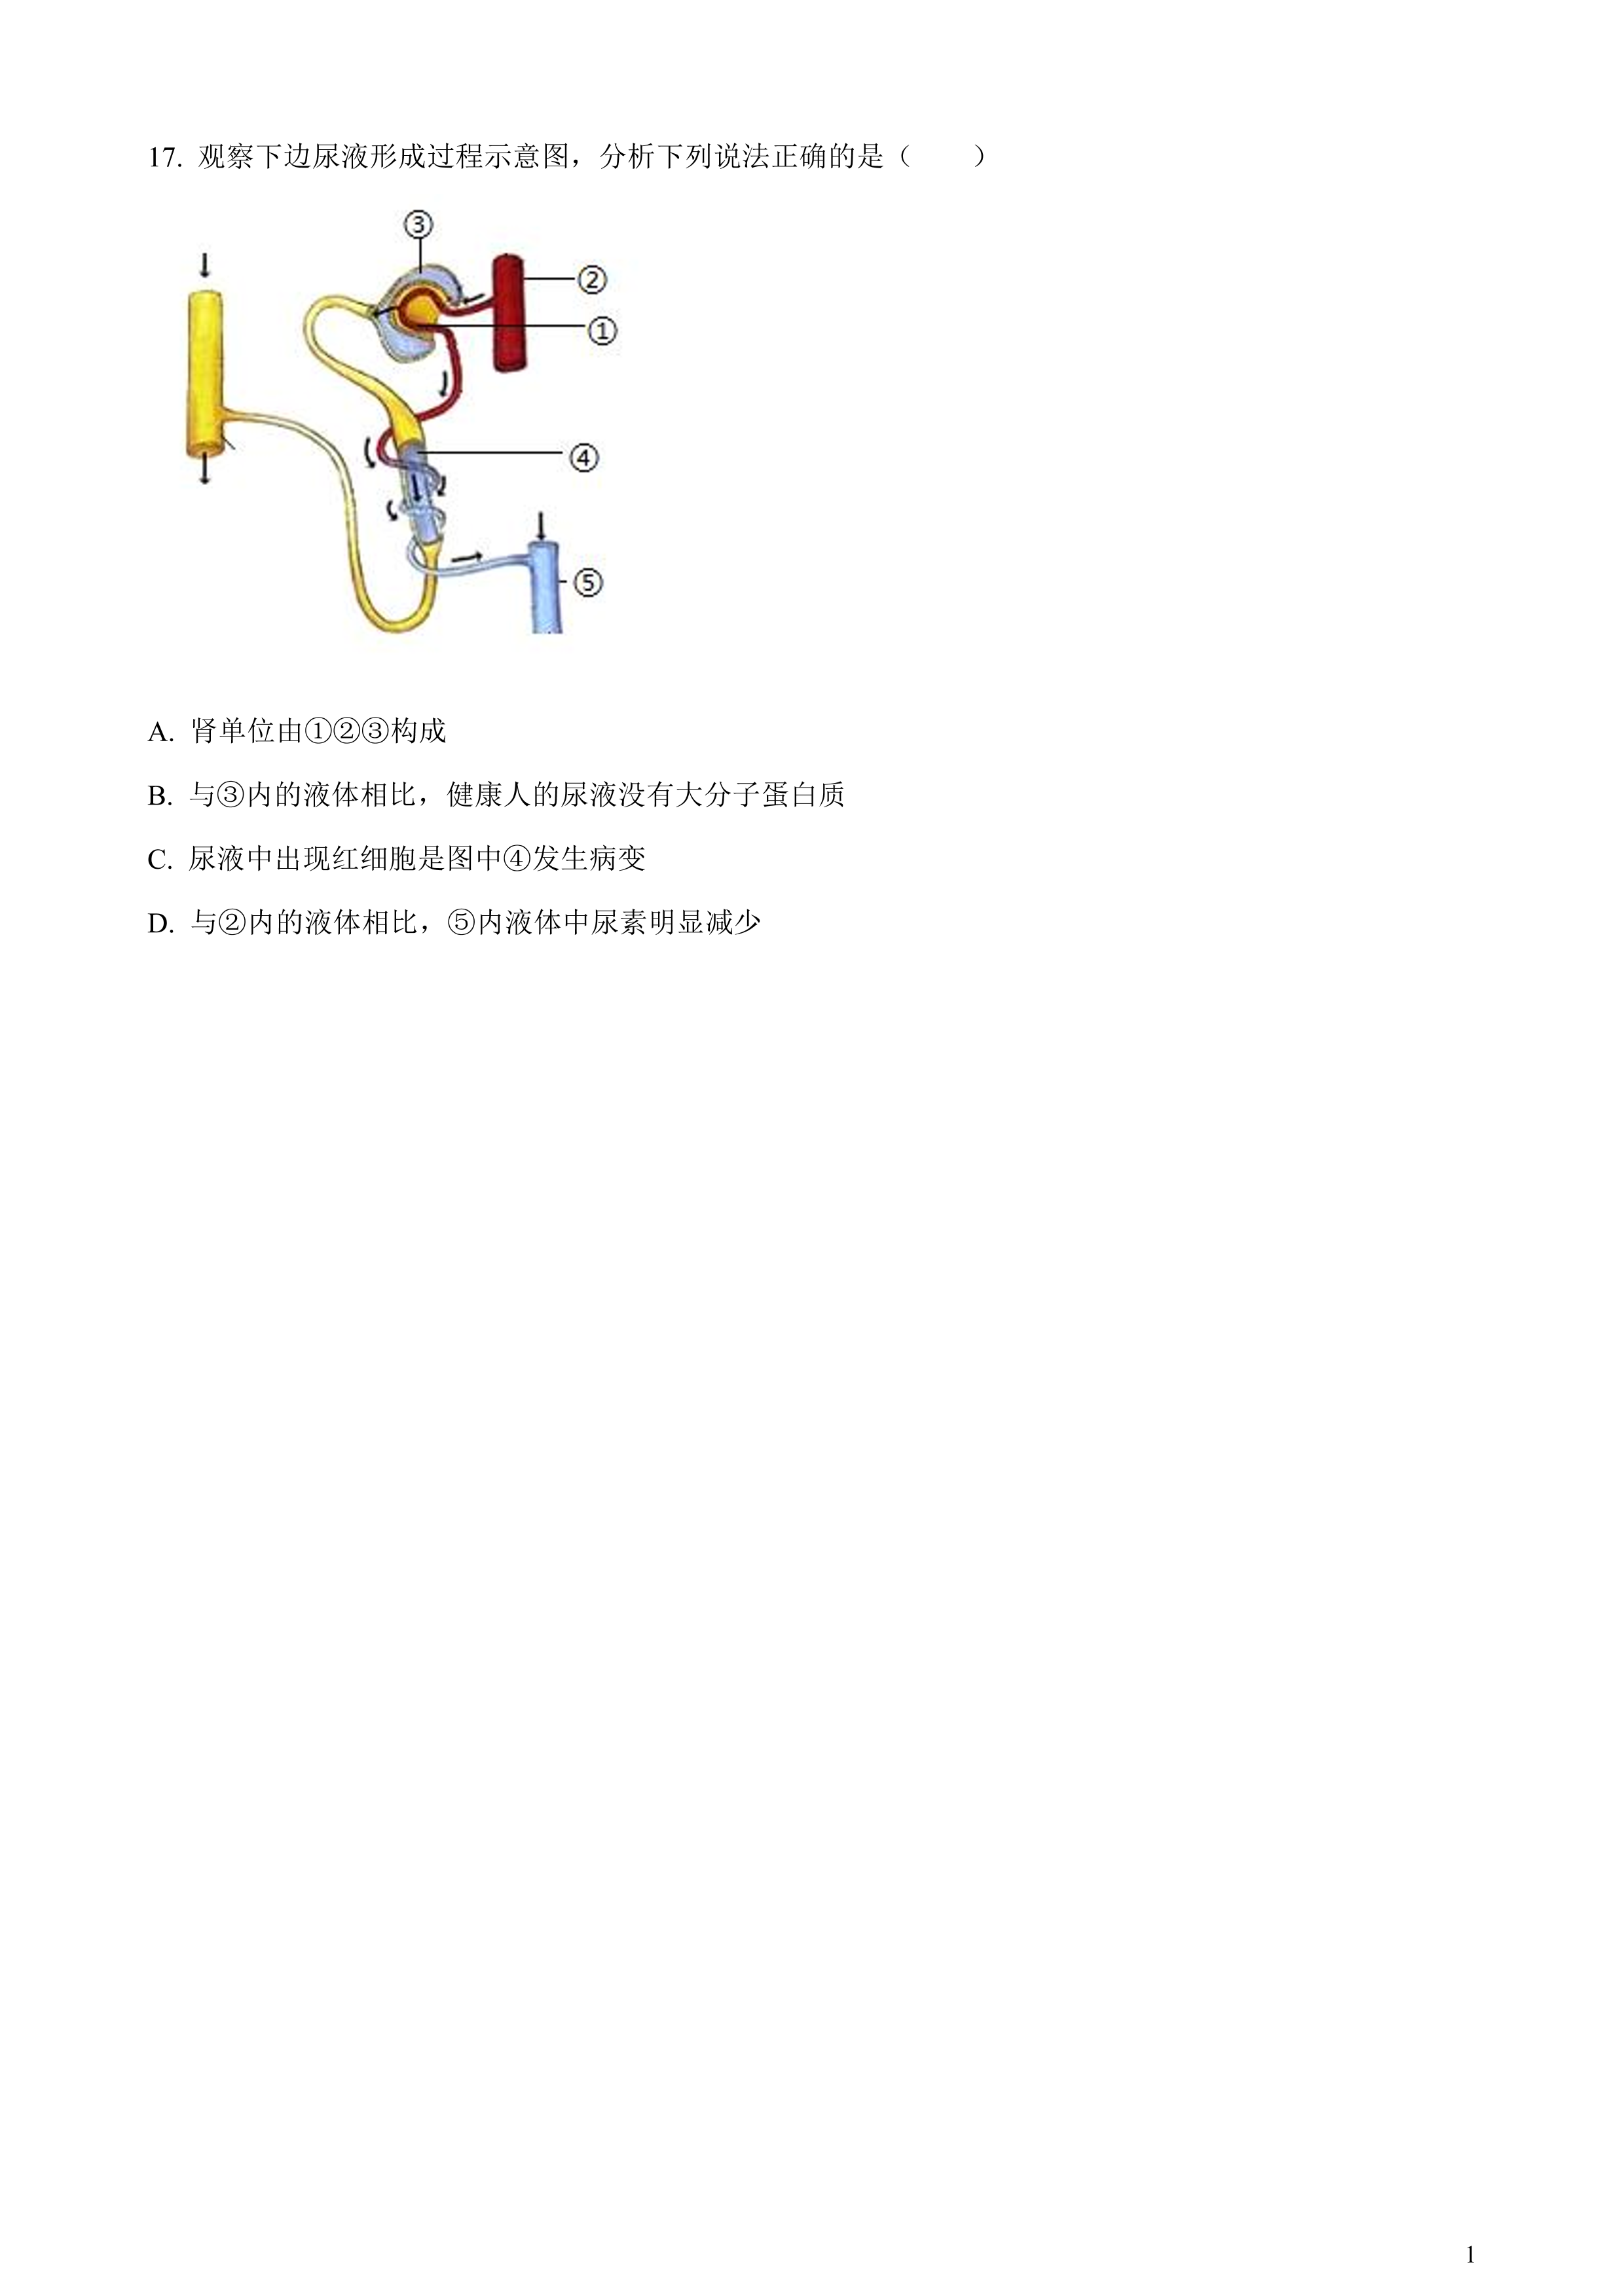 17. 观察下边尿液形成过程示意图，分析下列说法正确的是（　　）
③
②
①
④
⑤
A. 肾单位由①②③构成
B. 与③内的液体相比，健康人的尿液没有大分子蛋白质
C. 尿液中出现红细胞是图中④发生病变
D. 与②内的液体相比，⑤内液体中尿素明显减少
1